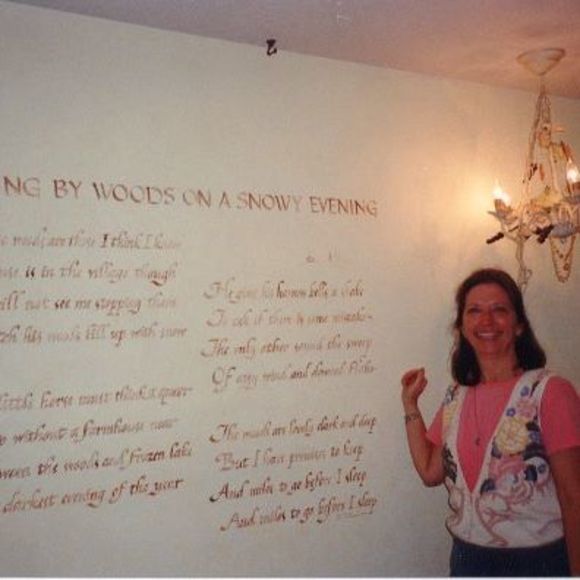 NG BY WOODS ON A SNOWY EVENING
woods are these I think I know
use is in the village though
ill not see me stopping here
tch his woods fill up with snow
little horse must think it queer
o without a farmhouse near
ween the woods and frozen lake
darkest evening of the year
He gives his harness bells a shake
To ask if there is some mistake
The only other sound the sweep
Of easy wind and downed flake
The woods are lovely dark and deep
But I have promises to keep
And miles to go before I sleep
And miles to go before I sleep